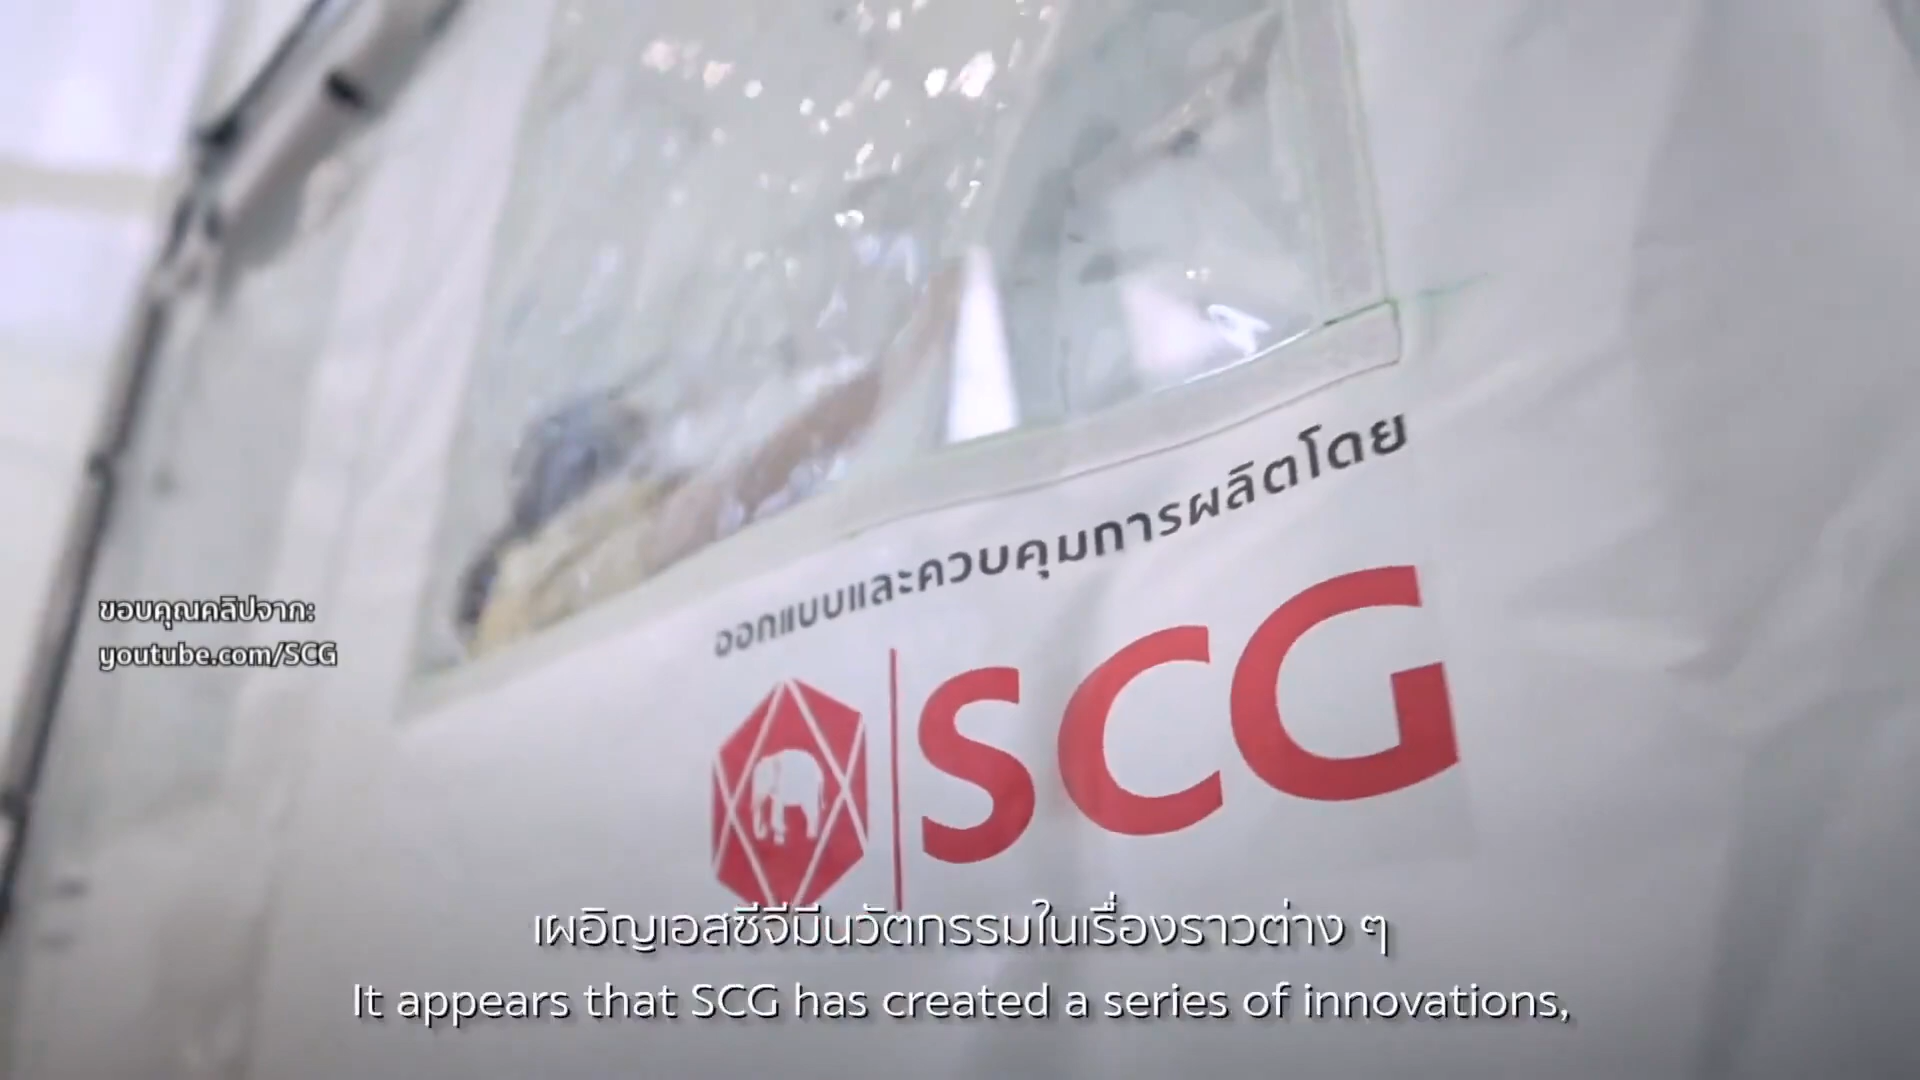 ออกแบบและควบคุมการผลิตโดย
SCG
ขอบคุณคลิปจาก:
youtube.com/SCG
เผอิญเอสซีจีมีนวัตกรรมในเรื่องราวต่าง ๆ
It appears that SCG has created a series of innovations,